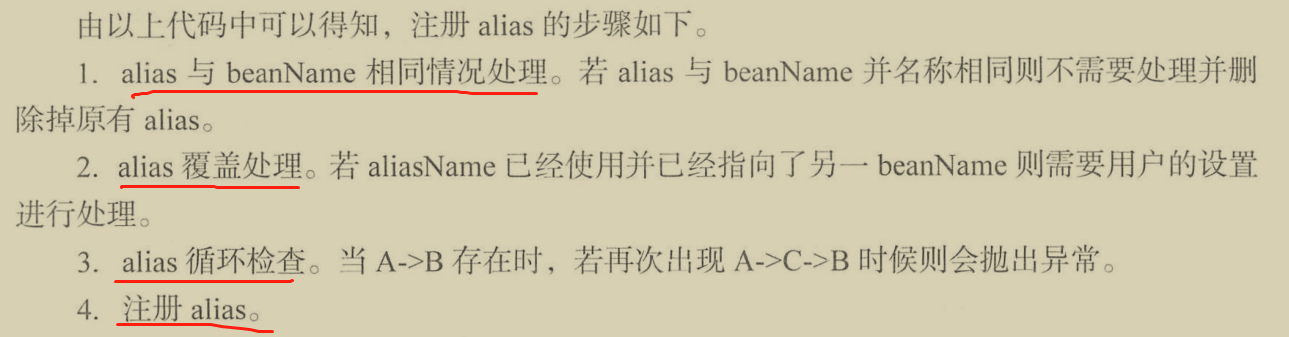 由以上代码中可以得知，注册 alias 的步骤如下。
1. alias 与 beanName 相同情况处理。若 alias 与 beanName 并名称相同则不需要处理并删
除掉原有 alias。
2. alias 覆盖处理。若 aliasName 已经使用并已经指向了另一 beanName 则需要用户的设置
进行处理。
3. alias 循环检查。当 A->B 存在时，若再次出现 A->C->B 时候则会抛出异常。
4. 注册 alias。